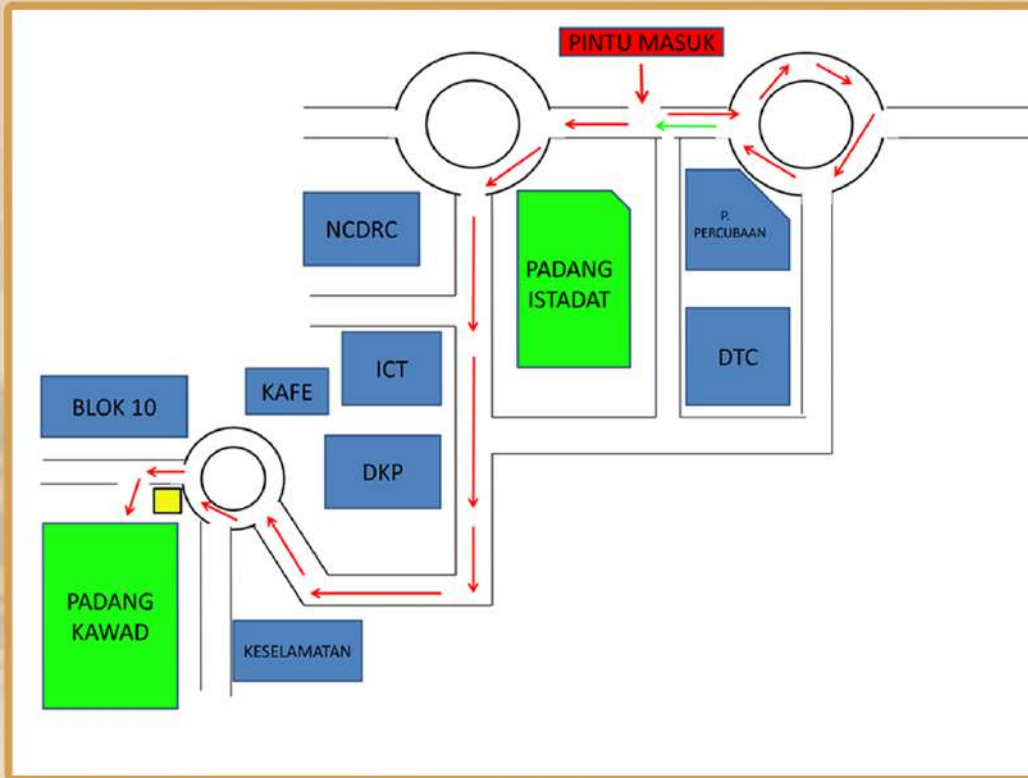 PINTU MASUK
NCDRC
PADANG
ISTADAT
P.
PERCUBAAN
ICT
DTC
KAFE
BLOK 10
DKP
PADANG
KAWAD
KESELAMATAN